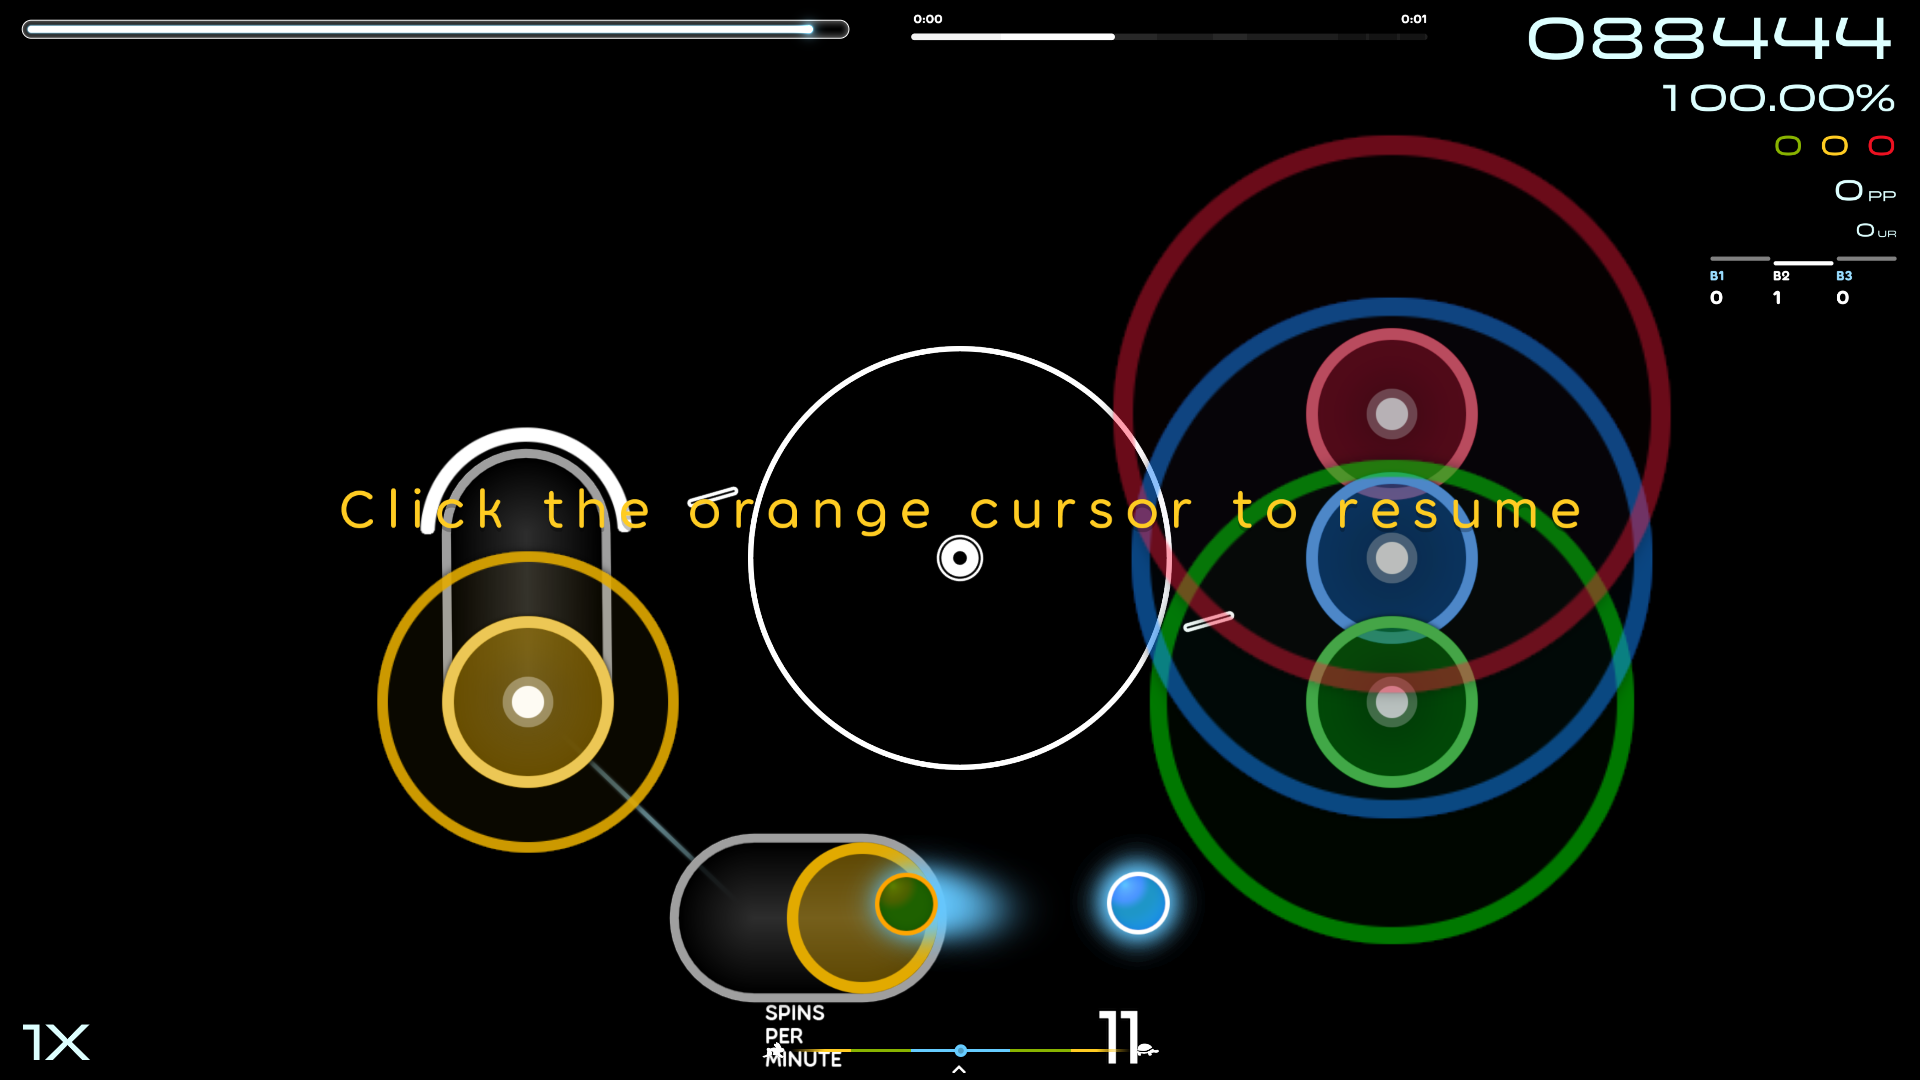 0:00 0:01
088444
100.00%
0 0 0
0 PP
0 UR
B1 B2 B3
0 1 0
Click the orange cursor to resume
SPINS
PER
MINUTE
11
1X